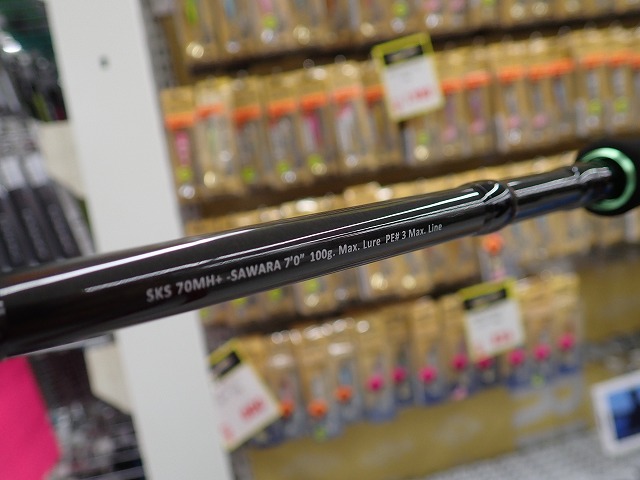 SKS 70MH+ -SAWARA 7'0" 100g. Max. Lure PE# 3 Max. Line